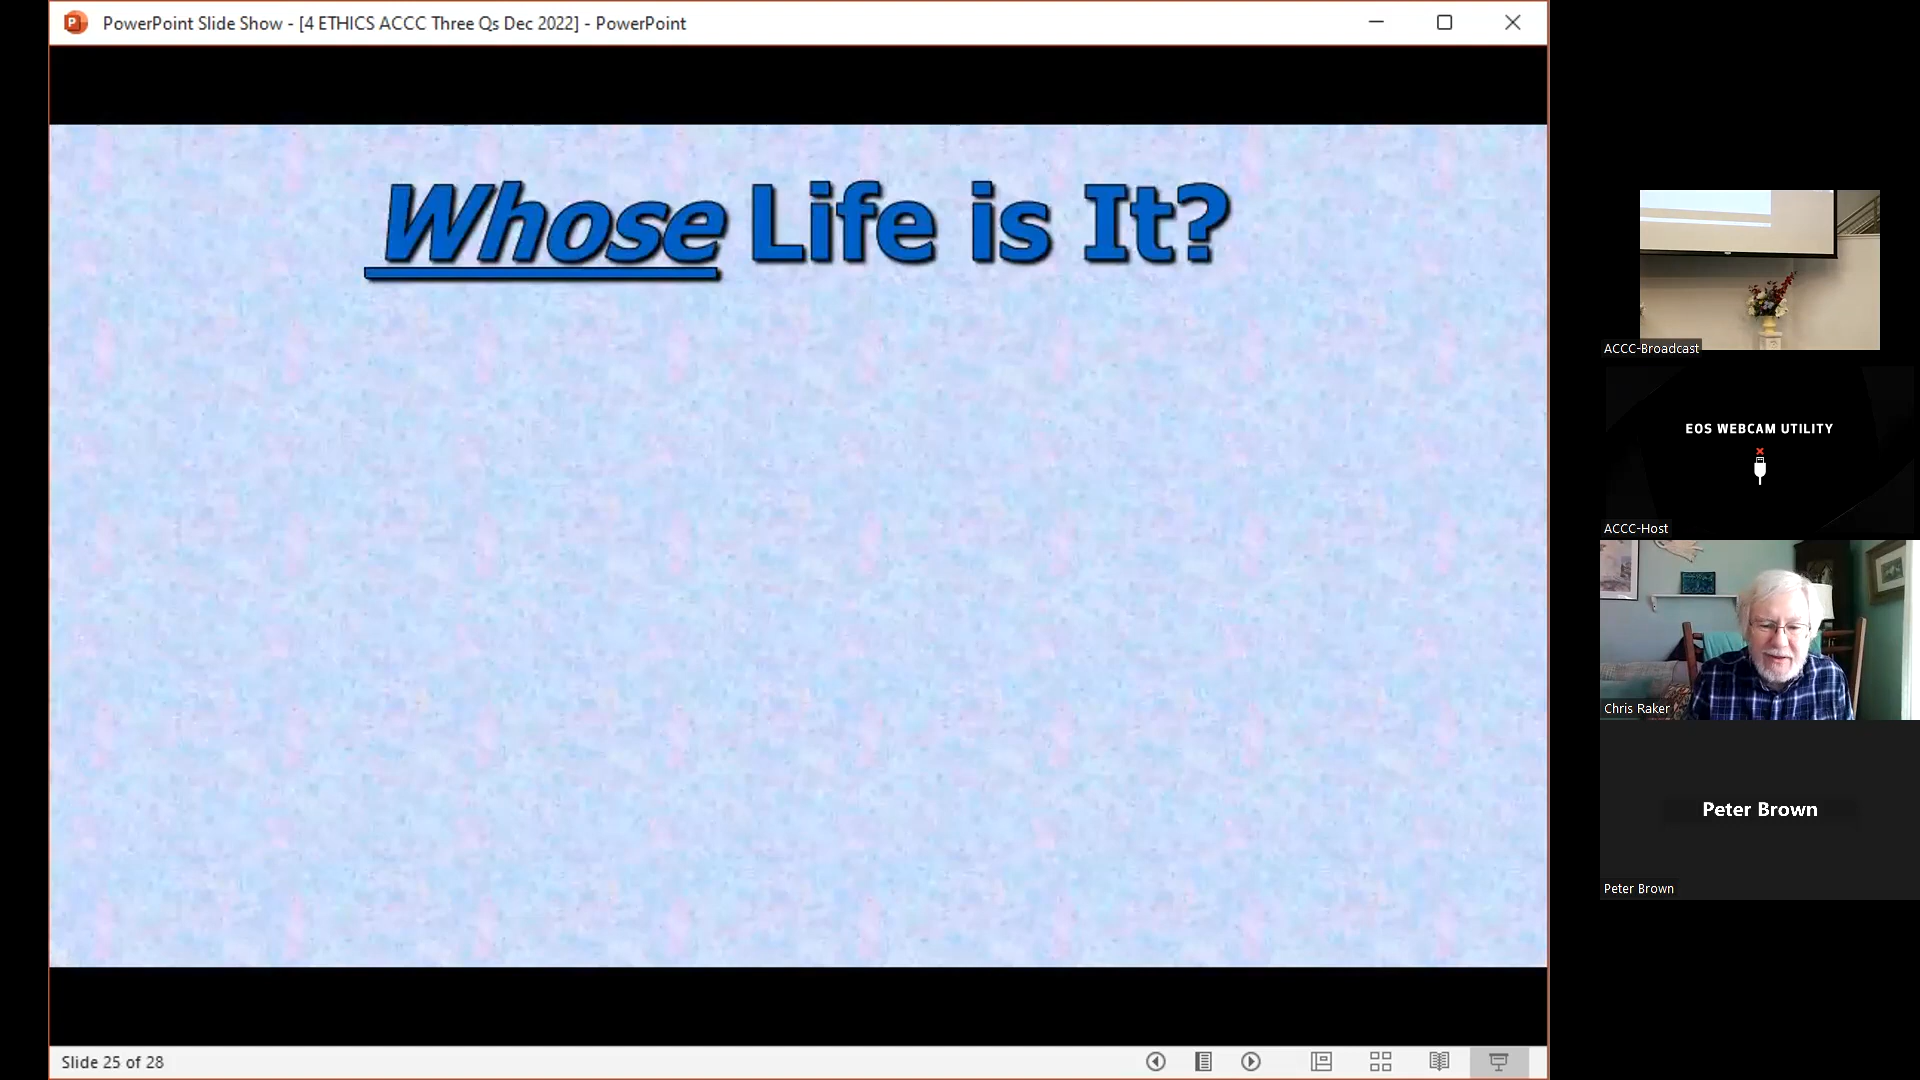 PowerPoint Slide Show - [4 ETHICS ACCC Three Qs Dec 2022] - PowerPoint
Whose Life is It?
Slide 25 of 28
ACCC-Broadcast
EOS WEBCAM UTILITY
ACCC-Host
Chris Raker
Peter Brown
Peter Brown